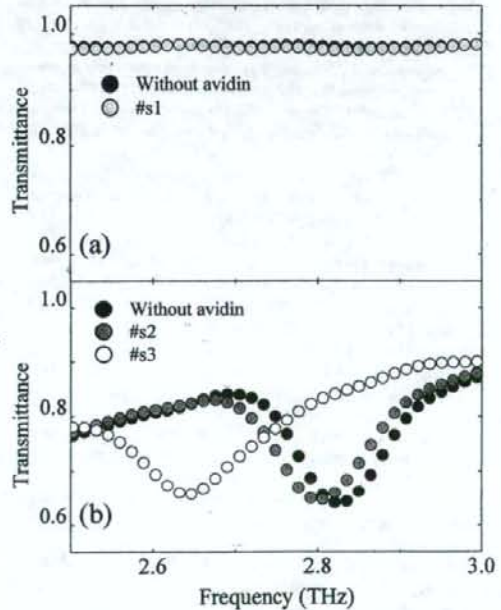 1.0
Without avidin
#s1
0.8
Transmittance
0.6
(a)
1.0
Without avidin
#s2
#s3
0.8
Transmittance
0.6
(b)
2.6
2.8
3.0
Frequency (THz)